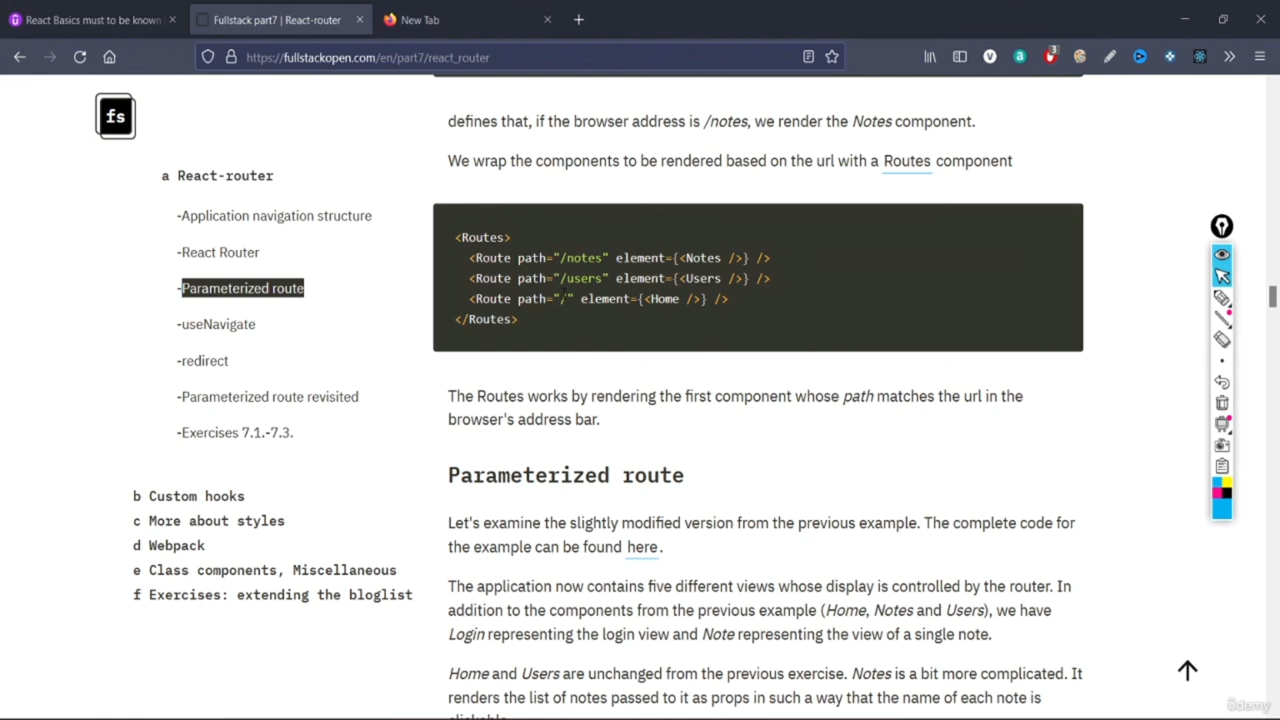 React Basics must to be known
Fullstack part7 | React-router
New Tab
https://fullstackopen.com/en/part7/react_router
3
fs
a React-router
-Application navigation structure
-React Router
-Parameterized route
-useNavigate
-redirect
-Parameterized route revisited
-Exercises 7.1.-7.3.
b Custom hooks
c More about styles
d Webpack
e Class components, Miscellaneous
f Exercises: extending the bloglist
defines that, if the browser address is /notes, we render the Notes component.
We wrap the components to be rendered based on the url with a Routes component
<Routes>
<Route path="/notes" element={<Notes />} />
<Route path="/users" element={<Users />} />
<Route path="/" element={<Home />} />
</Routes>
The Routes works by rendering the first component whose path matches the url in the
browser's address bar.
Parameterized route
Let's examine the slightly modified version from the previous example. The complete code for
the example can be found here.
The application now contains five different views whose display is controlled by the router. In
addition to the components from the previous example (Home, Notes and Users), we have
Login representing the login view and Note representing the view of a single note.
Home and Users are unchanged from the previous exercise. Notes is a bit more complicated. It
renders the list of notes passed to it as props in such a way that the name of each note is
clickable.
Udemy